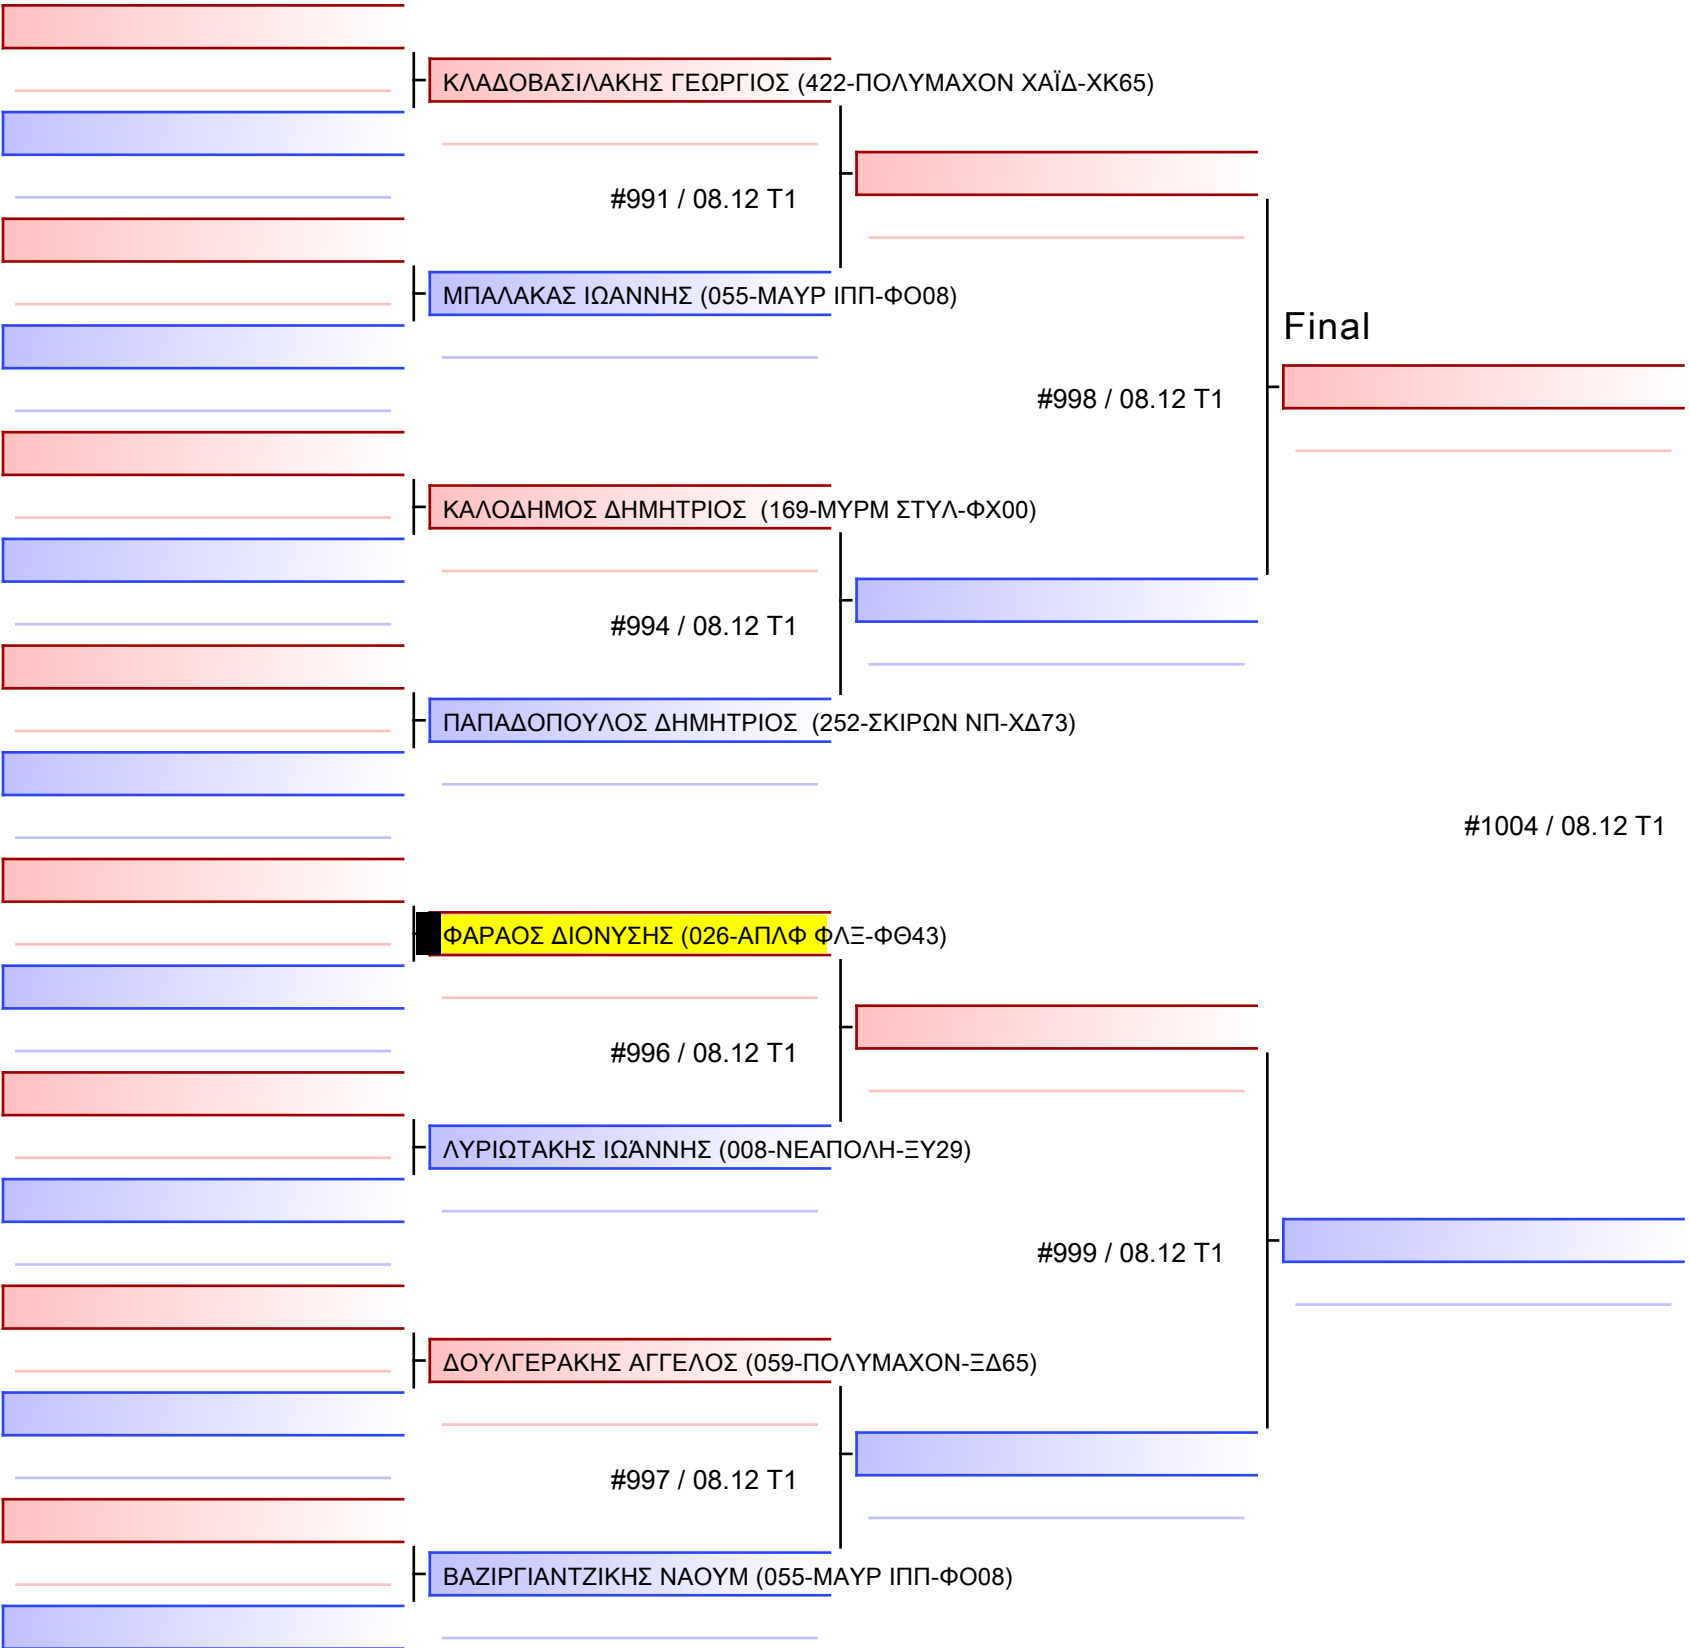 ΚΛΑΔΟΒΑΣΙΛΑΚΗΣ ΓΕΩΡΓΙΟΣ (422-ΠΟΛΥΜΑΧΟΝ ΧΑΪΔ-ΧΚ65)
#991 / 08.12 T1
ΜΠΑΛΑΚΑΣ ΙΩΑΝΝΗΣ (055-ΜΑΥΡ ΙΠΠ-ΦΟ08)
Final
#998 / 08.12 T1
ΚΑΛΟΔΗΜΟΣ ΔΗΜΗΤΡΙΟΣ (169-ΜΥΡΜ ΣΤΥΛ-ΦΧ00)
#994 / 08.12 T1
ΠΑΠΑΔΟΠΟΥΛΟΣ ΔΗΜΗΤΡΙΟΣ (252-ΣΚΙΡΩΝ ΝΠ-ΧΔ73)
#1004 / 08.12 T1
ΦΑΡΑΟΣ ΔΙΟΝΥΣΗΣ (026-ΑΠΛΦ ΦΛΞ-ΦΘ43)
#996 / 08.12 T1
ΛΥΡΙΩΤΑΚΗΣ ΙΩΆΝΝΗΣ (008-ΝΕΑΠΟΛΗ-ΞΥ29)
#999 / 08.12 T1
ΔΟΥΛΓΕΡΑΚΗΣ ΑΓΓΕΛΟΣ (059-ΠΟΛΥΜΑΧΟΝ-ΞΔ65)
#997 / 08.12 T1
ΒΑΖΙΡΓΙΑΝΤΖΙΚΗΣ ΝΑΟΥΜ (055-ΜΑΥΡ ΙΠΠ-ΦΟ08)